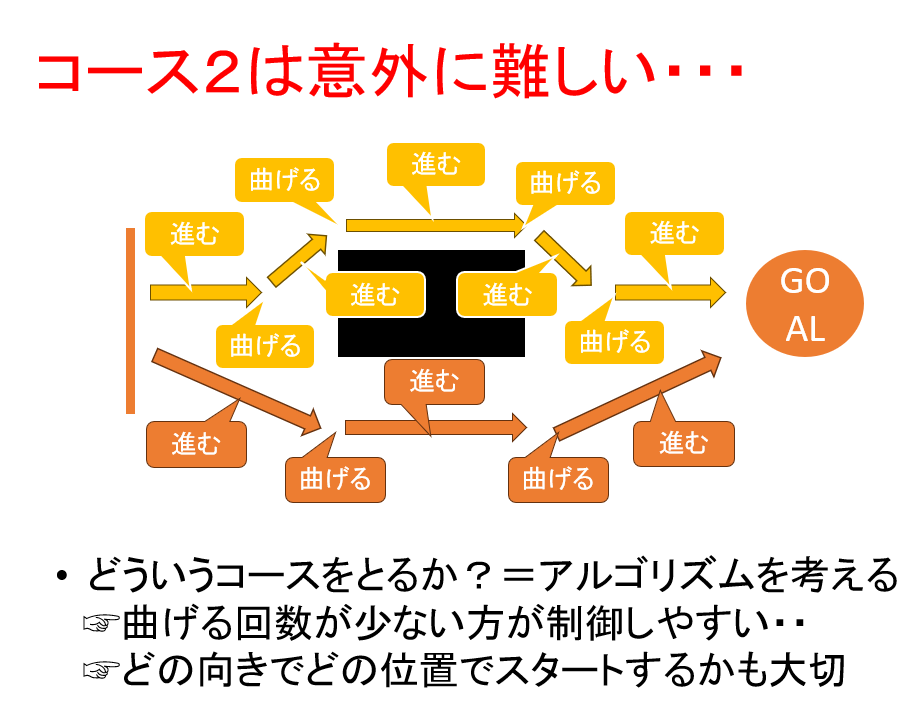 コース２は意外に難しい・・・
進む
曲げる
曲げる
進む
曲げる
進む
進む
進む
曲げる
進む
GO
AL
進む
曲げる
進む
曲げる
進む
• どういうコースをとるか？＝アルゴリズムを考える
☞曲げる回数が少ない方が制御しやすい・・
☞どの向きでどの位置でスタートするかも大切